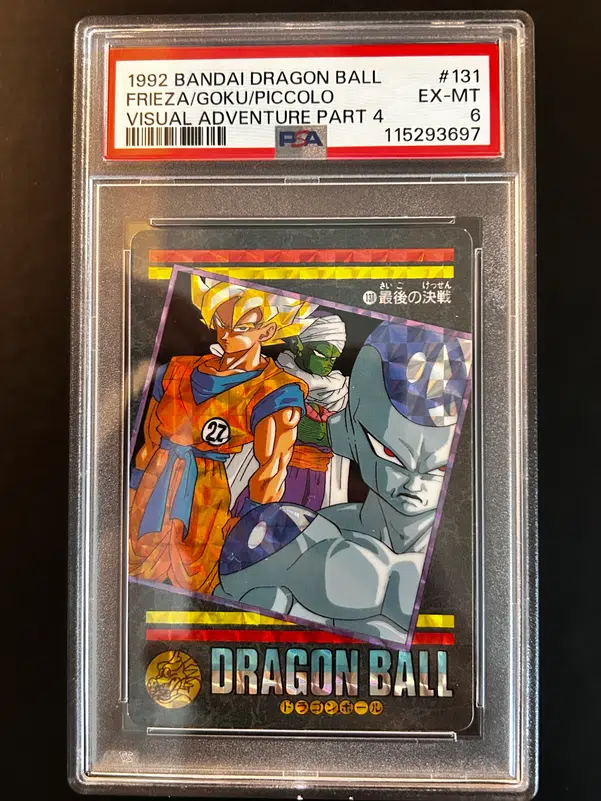 1992 BANDAI DRAGON BALL #131
FRIEZA/GOKU/PICCOLO EX-MT
VISUAL ADVENTURE PART 4 6
PSA 115293697
さいご けっせん
131 最後の決戦
27
DRAGON BALL
ドラゴンボール